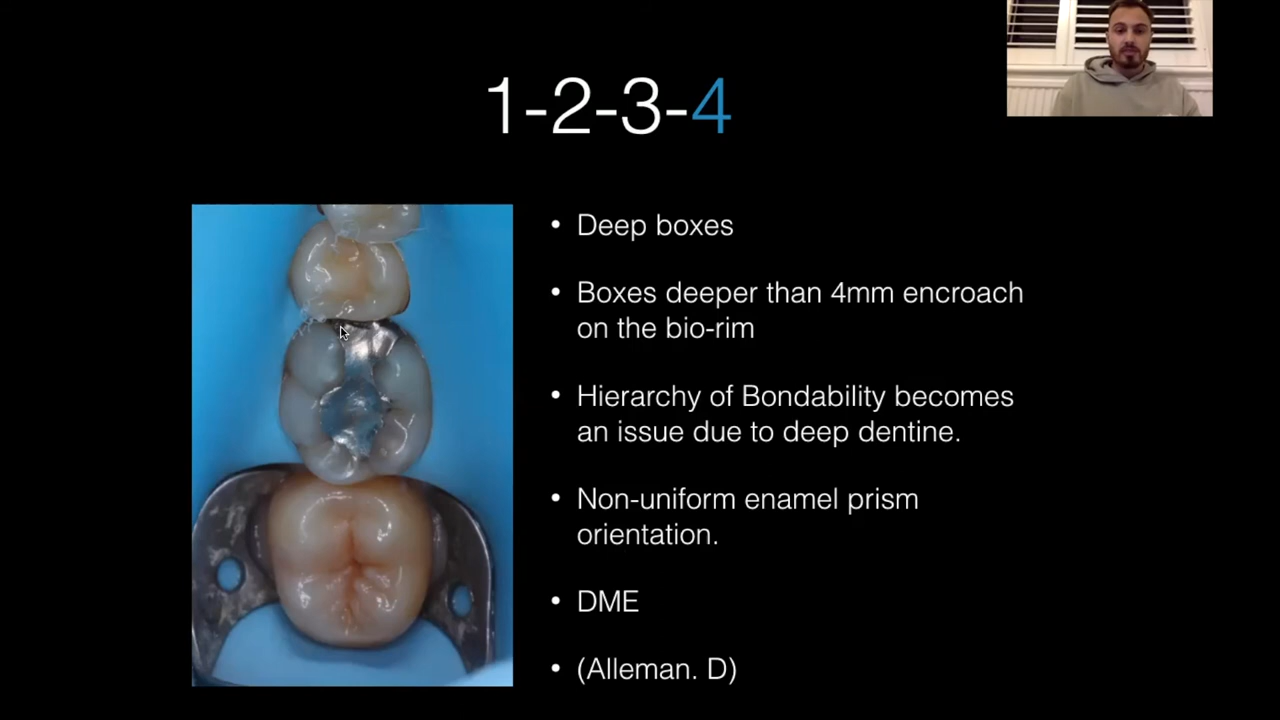 1-2-3-4
• Deep boxes
• Boxes deeper than 4mm encroach
on the bio-rim
• Hierarchy of Bondability becomes
an issue due to deep dentine.
• Non-uniform enamel prism
orientation.
• DME
• (Alleman. D)